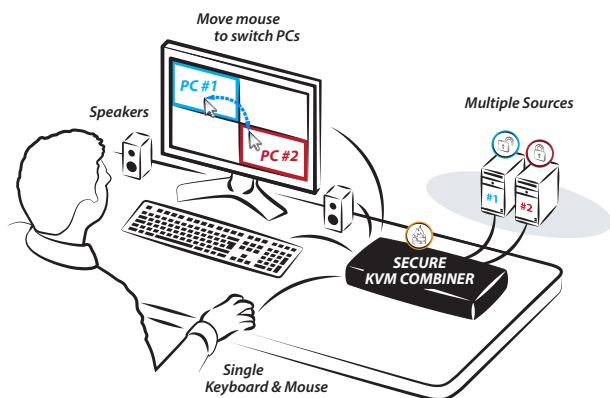 Move mouse
to switch PCs
PC #1
Speakers
Multiple Sources
PC #2
#1
#2
SECURE
KVM COMBINER
Single
Keyboard & Mouse